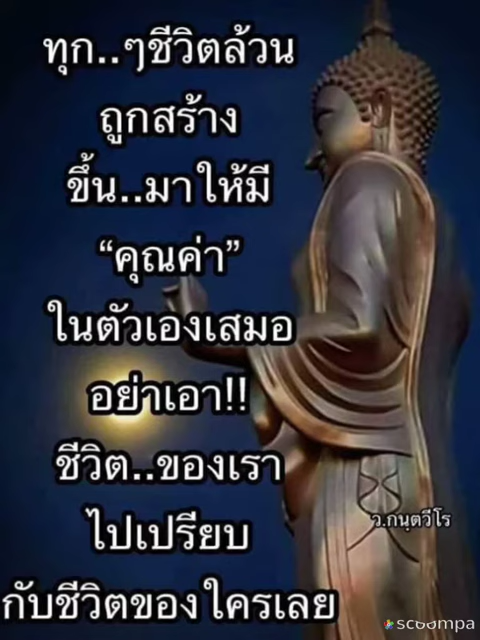 ทุก..ๆชีวิตล้วน
ถูกสร้าง
ขึ้น..มาให้มี
“คุณค่า”
ในตัวเองเสมอ
อย่าเอา!!
ชีวิต..ของเรา
ไปเปรียบ
กับชีวิตของใครเลย
ว.กนฺตวีโร
scoompa